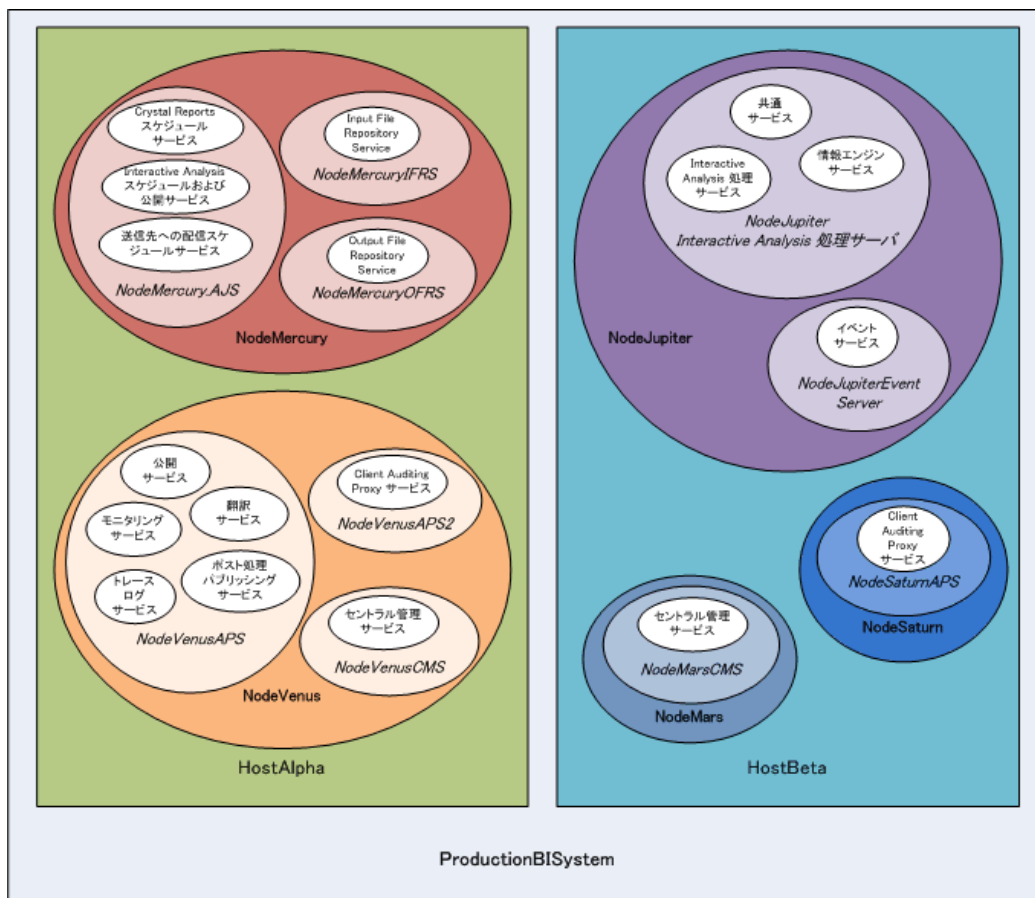 Crystal Reports
スケジュール
サービス
Interactive Analysis
スケジュールおよび
公開サービス
送信先への配信スケ
ジュールサービス
NodeMercury.AJS
Input File
Repository
Service
NodeMercuryIFRS
Output File
Repository
Service
NodeMercuryOFRS
NodeMercury
公開
サービス
モニタリング
サービス
翻訳
サービス
トレース
ログ
サービス
ポスト処理
パブリッシング
サービス
NodeVenusAPS
Client Auditing
Proxy サービス
NodeVenusAPS2
セントラル管理
サービス
NodeVenusCMS
NodeVenus
HostAlpha
共通
サービス
Interactive
Analysis 処理
サービス
情報エンジン
サービス
NodeJupiter
Interactive Analysis 処理サーバ
イベント
サービス
NodeJupiterEvent
Server
NodeJupiter
Client
Auditing
Proxy
サービス
NodeSaturnAPS
NodeSaturn
セントラル管理
サービス
NodeMarsCMS
NodeMars
HostBeta
ProductionBISystem